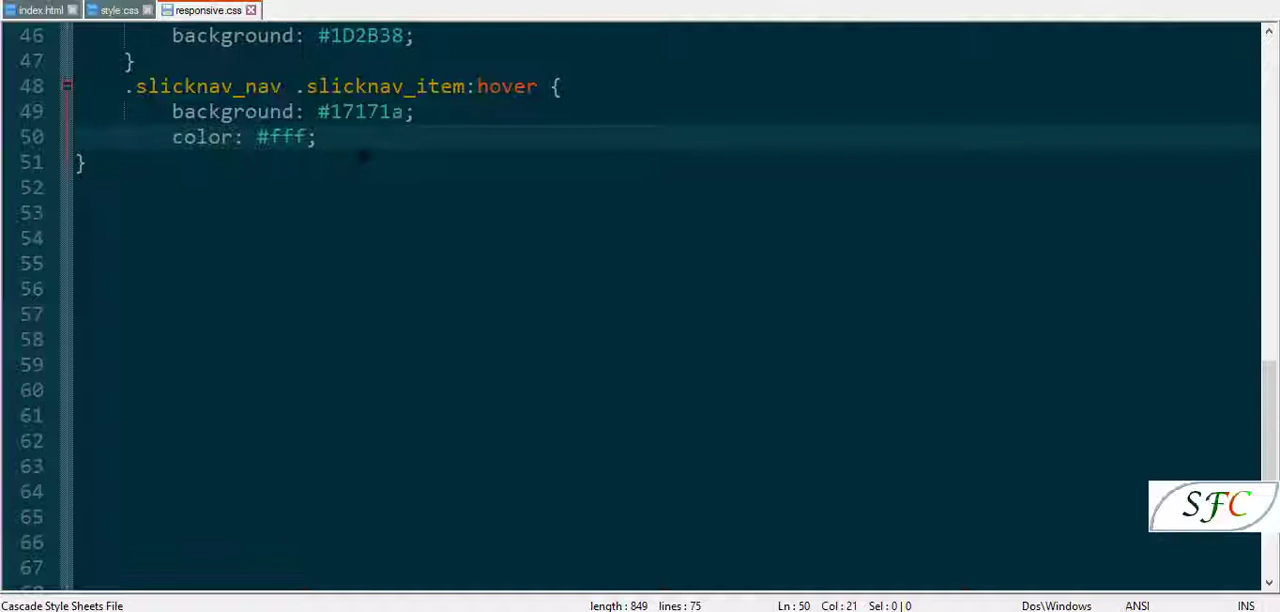 index.html style.css responsive.css
46 background: #1D2B38;
47 }
48 .slicknav_nav .slicknav_item:hover {
49 background: #17171a;
50 color: #fff;
51 }
52
53
54
55
56
57
58
59
60
61
62
63
64
65
66
67
SFC
Cascade Style Sheets File length : 849 lines : 75 Ln : 50 Col : 21 Sel : 0 | 0 Dos\Windows ANSI INS